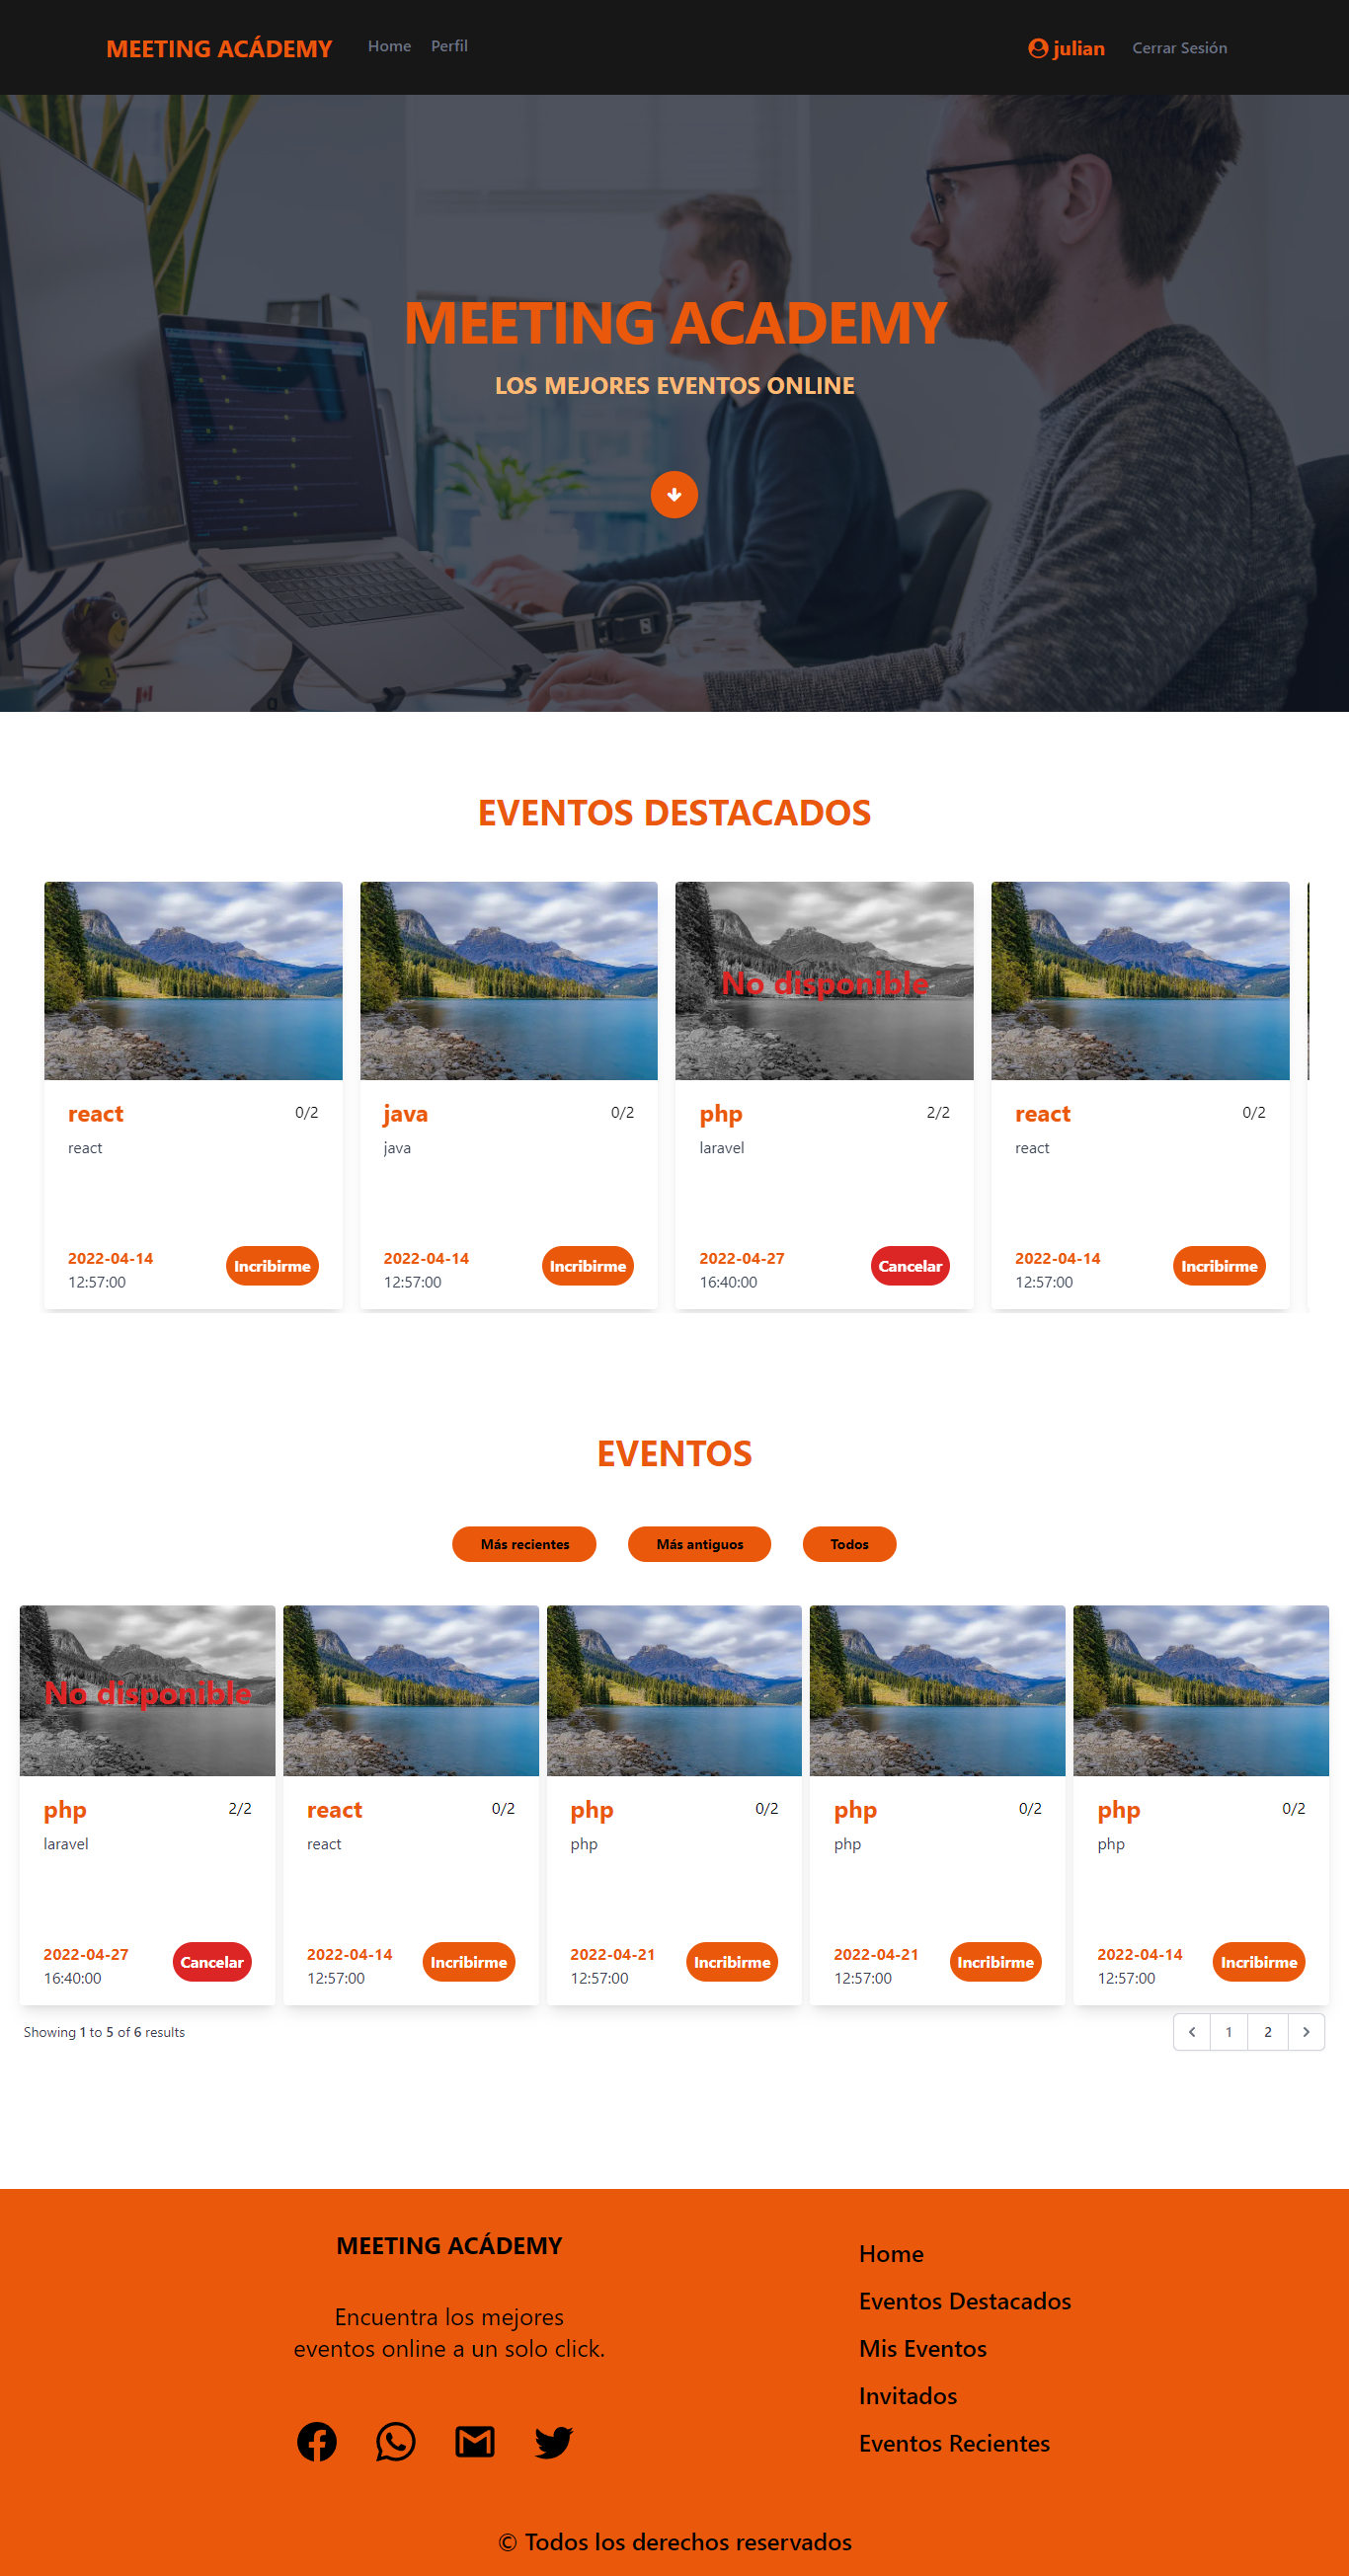 MEETING ACÁDEMY Home Perfil julian Cerrar Sesión
MEETING ACADEMY
LOS MEJORES EVENTOS ONLINE
EVENTOS DESTACADOS
No disponible
react 0/2 java 0/2 php 2/2 react 0/2
react java laravel react
2022-04-14 2022-04-14 2022-04-27 2022-04-14
Incribirme Incribirme Cancelar Incribirme
12:57:00 12:57:00 16:40:00 12:57:00
EVENTOS
Más recientes Más antiguos Todos
No disponible
php 2/2 react 0/2 php 0/2 php 0/2 php 0/2
laravel react php php php
2022-04-27 2022-04-14 2022-04-21 2022-04-21 2022-04-14
Cancelar Incribirme Incribirme Incribirme Incribirme
16:40:00 12:57:00 12:57:00 12:57:00 12:57:00
Showing 1 to 5 of 6 results 1 2
MEETING ACÁDEMY
Encuentra los mejores
eventos online a un solo click.
Home
Eventos Destacados
Mis Eventos
Invitados
Eventos Recientes
© Todos los derechos reservados